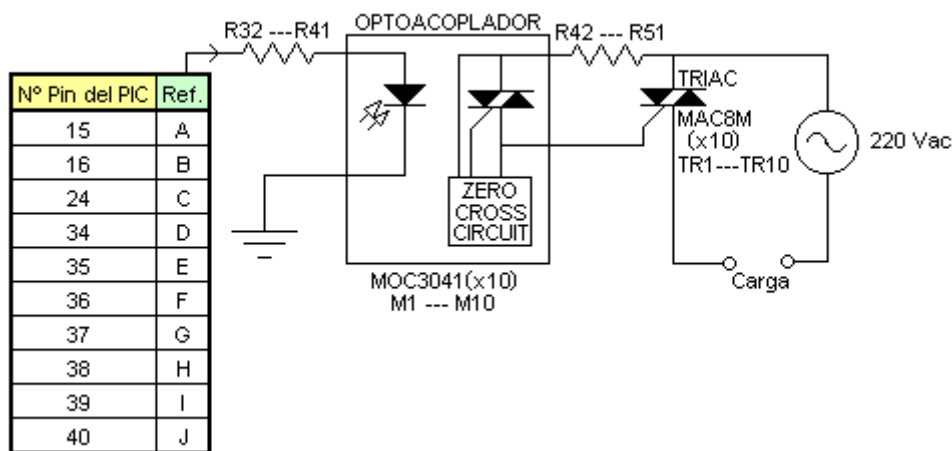 OPTOACOPLADOR
R32 ---R41
R42 --- R51
Nº Pin del PIC Ref.
15 A
16 B
24 C
34 D
35 E
36 F
37 G
38 H
39 I
40 J
ZERO
CROSS
CIRCUIT
MOC3041(x10)
M1 --- M10
TRIAC
MAC8M
(x10)
TR1---TR10
220 Vac
Carga